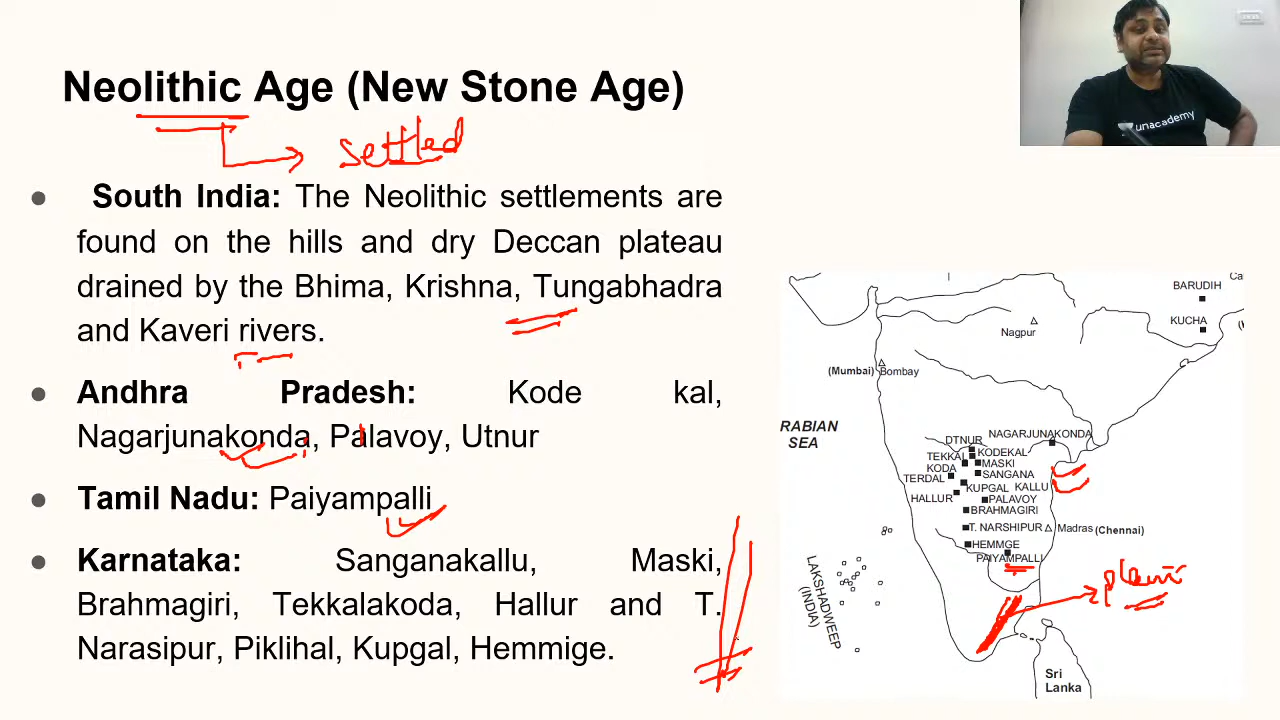 unacademy
Neolithic Age (New Stone Age)
settled
● South India: The Neolithic settlements are
found on the hills and dry Deccan plateau
drained by the Bhima, Krishna, Tungabhadra
and Kaveri rivers.
● Andhra Pradesh: Kode kal,
Nagarjunakonda, Palavoy, Utnur
● Tamil Nadu: Paiyampalli
● Karnataka: Sanganakallu, Maski,
Brahmagiri, Tekkalakoda, Hallur and T.
Narasipur, Piklihal, Kupgal, Hemmige.
BARUDIH
KUCHA
Nagpur
(Mumbai) Bombay
RABIAN
SEA
NAGARJUNAKONDA
DTNUR
KODEKAL
TEKKAL
KODA
MASKI
SANGANA
KALLU
TERDAL
KUPGAL
HALLUR
PALAVOY
BRAHMAGIRI
T. NARSHIPUR
Madras (Chennai)
HEMMGE
PAIYAMPALLI
LAKSHADWEEP
(INDIA)
Sri
Lanka